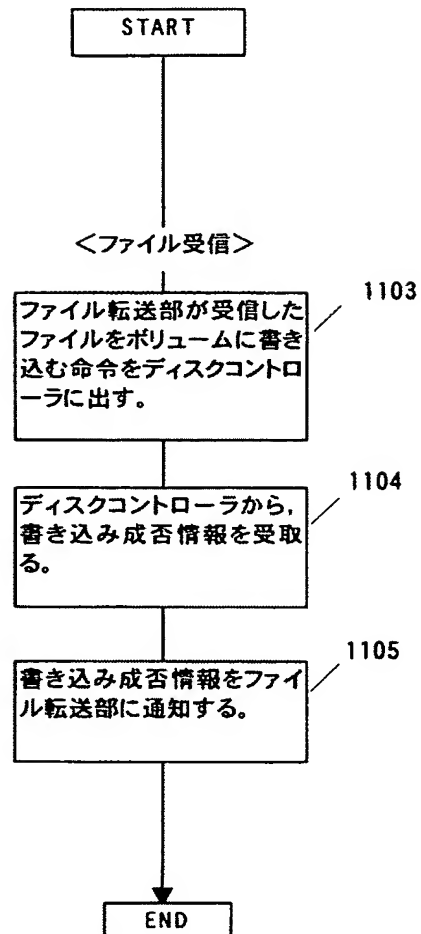 START
<ファイル受信>
1103
ファイル転送部が受信した
ファイルをボリュームに書き
込む命令をディスクコントロ
ーラに出す。
1104
ディスクコントローラから,
書き込み成否情報を受取
る。
1105
書き込み成否情報をファイ
ル転送部に通知する。
END